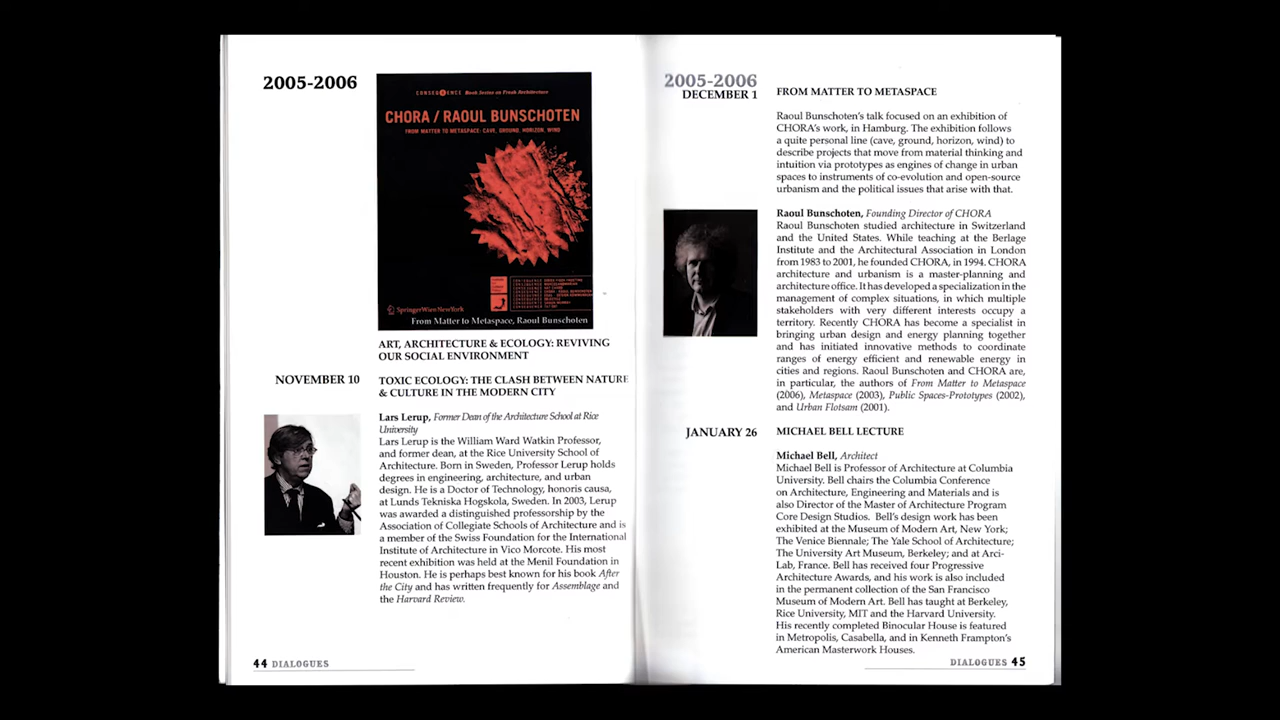 2005-2006
CONSEQUENCE Book Series on Fresh Architecture
CHORA / RAOUL BUNSCHOTEN
FROM MATTER TO METASPACE: CAVE, GROUND, HORIZON, WIND
SpringerWienNewYork
From Matter to Metaspace, Raoul Bunschoten
ART, ARCHITECTURE & ECOLOGY: REVIVING
OUR SOCIAL ENVIRONMENT
NOVEMBER 10
TOXIC ECOLOGY: THE CLASH BETWEEN NATURE
& CULTURE IN THE MODERN CITY
Lars Lerup, Former Dean of the Architecture School at Rice
University
Lars Lerup is the William Ward Watkin Professor,
and former dean, at the Rice University School of
Architecture. Born in Sweden, Professor Lerup holds
degrees in engineering, architecture, and urban
design. He is a Doctor of Technology, honoris causa,
at Lunds Tekniska Hogskola, Sweden. In 2003, Lerup
was awarded a distinguished professorship by the
Association of Collegiate Schools of Architecture and is
a member of the Swiss Foundation for the International
Institute of Architecture in Vico Morcote. His most
recent exhibition was held at the Menil Foundation in
Houston. He is perhaps best known for his book After
the City and has written frequently for Assemblage and
the Harvard Review.
44 DIALOGUES
2005-2006
DECEMBER 1
FROM MATTER TO METASPACE
Raoul Bunschoten's talk focused on an exhibition of
CHORA's work, in Hamburg. The exhibition follows
a quite personal line (cave, ground, horizon, wind) to
describe projects that move from material thinking and
intuition via prototypes as engines of change in urban
spaces to instruments of co-evolution and open-source
urbanism and the political issues that arise with that.
Raoul Bunschoten, Founding Director of CHORA
Raoul Bunschoten studied architecture in Switzerland
and the United States. While teaching at the Berlage
Institute and the Architectural Association in London
from 1983 to 2001, he founded CHORA, in 1994. CHORA
architecture and urbanism is a master-planning and
architecture office. It has developed a specialization in the
management of complex situations, in which multiple
stakeholders with very different interests occupy a
territory. Recently CHORA has become a specialist in
bringing urban design and energy planning together
and has initiated innovative methods to coordinate
ranges of energy efficient and renewable energy in
cities and regions. Raoul Bunschoten and CHORA are,
in particular, the authors of From Matter to Metaspace
(2006), Metaspace (2003), Public Spaces-Prototypes (2002),
and Urban Flotsam (2001).
JANUARY 26
MICHAEL BELL LECTURE
Michael Bell, Architect
Michael Bell is Professor of Architecture at Columbia
University. Bell chairs the Columbia Conference
on Architecture, Engineering and Materials and is
also Director of the Master of Architecture Program
Core Design Studios. Bell's design work has been
exhibited at the Museum of Modern Art, New York;
The Venice Biennale; The Yale School of Architecture;
The University Art Museum, Berkeley; and at Arci-
Lab, France. Bell has received four Progressive
Architecture Awards, and his work is also included
in the permanent collection of the San Francisco
Museum of Modern Art. Bell has taught at Berkeley,
Rice University, MIT and the Harvard University.
His recently completed Binocular House is featured
in Metropolis, Casabella, and in Kenneth Frampton's
American Masterwork Houses.
DIALOGUES 45